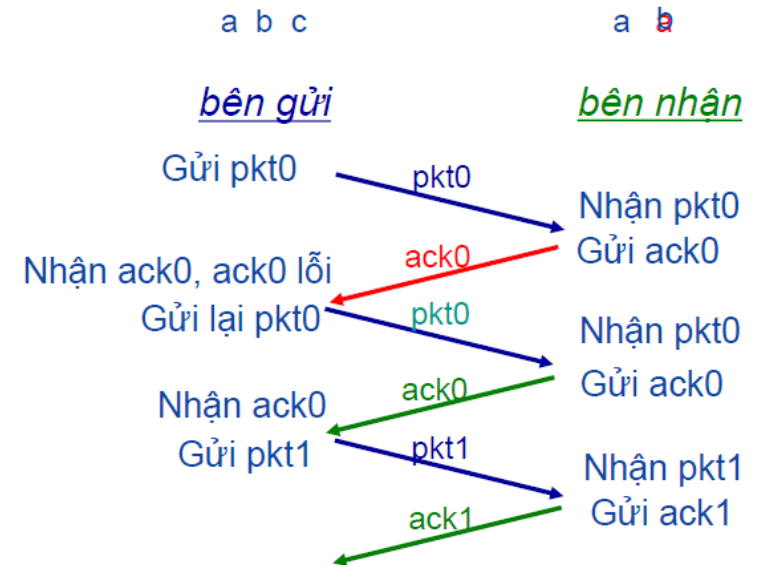 a b c
a b
a
bên gửi
bên nhận
Gửi pkt0
pkt0
Nhận pkt0
Gửi ack0
ack0
Nhận ack0, ack0 lỗi
Gửi lại pkt0
pkt0
Nhận pkt0
Gửi ack0
ack0
Nhận ack0
Gửi pkt1
pkt1
Nhận pkt1
Gửi ack1
ack1